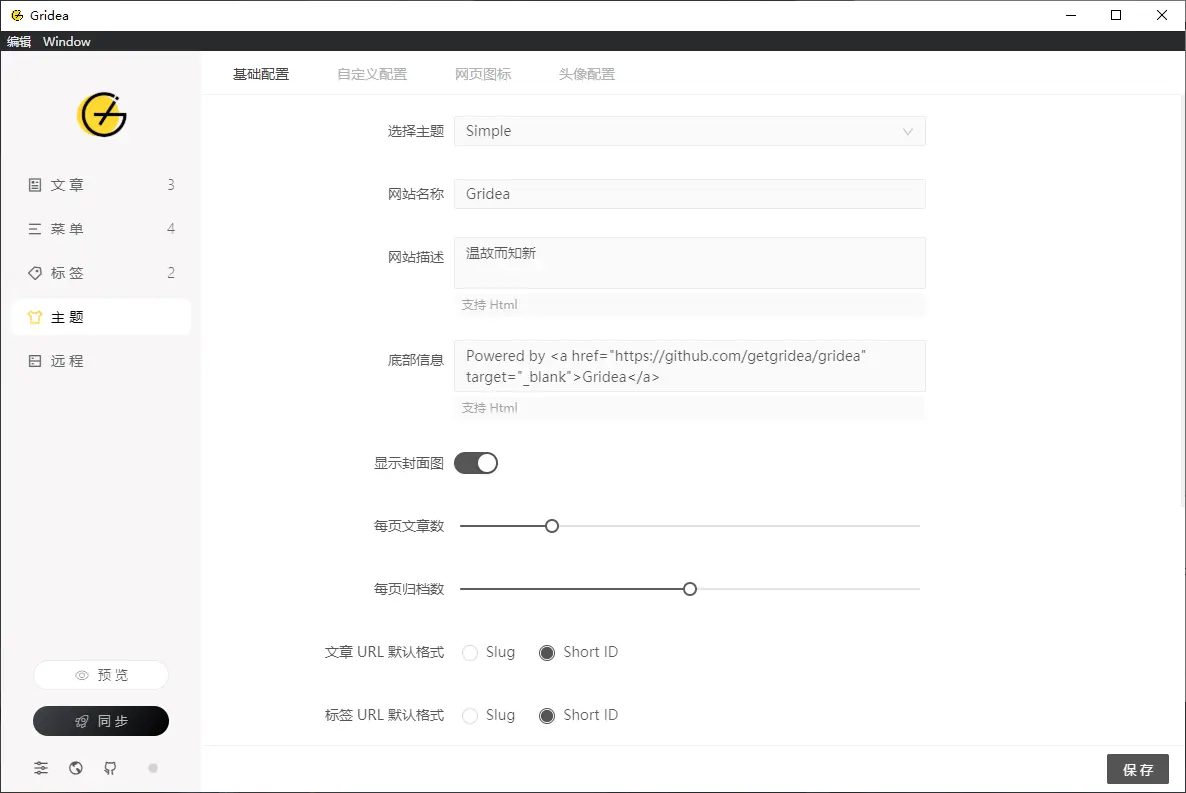 Gridea
编辑 Window
基础配置 自定义配置 网页图标 头像配置
文章 3
菜单 4
标签 2
主题
远程
预览
同步
选择主题 Simple
网站名称 Gridea
网站描述 温故而知新
支持 Html
底部信息 Powered by <a href="https://github.com/getgridea/gridea"
target="_blank">Gridea</a>
支持 Html
显示封面图
每页文章数
每页归档数
文章 URL 默认格式 Slug Short ID
标签 URL 默认格式 Slug Short ID
保存